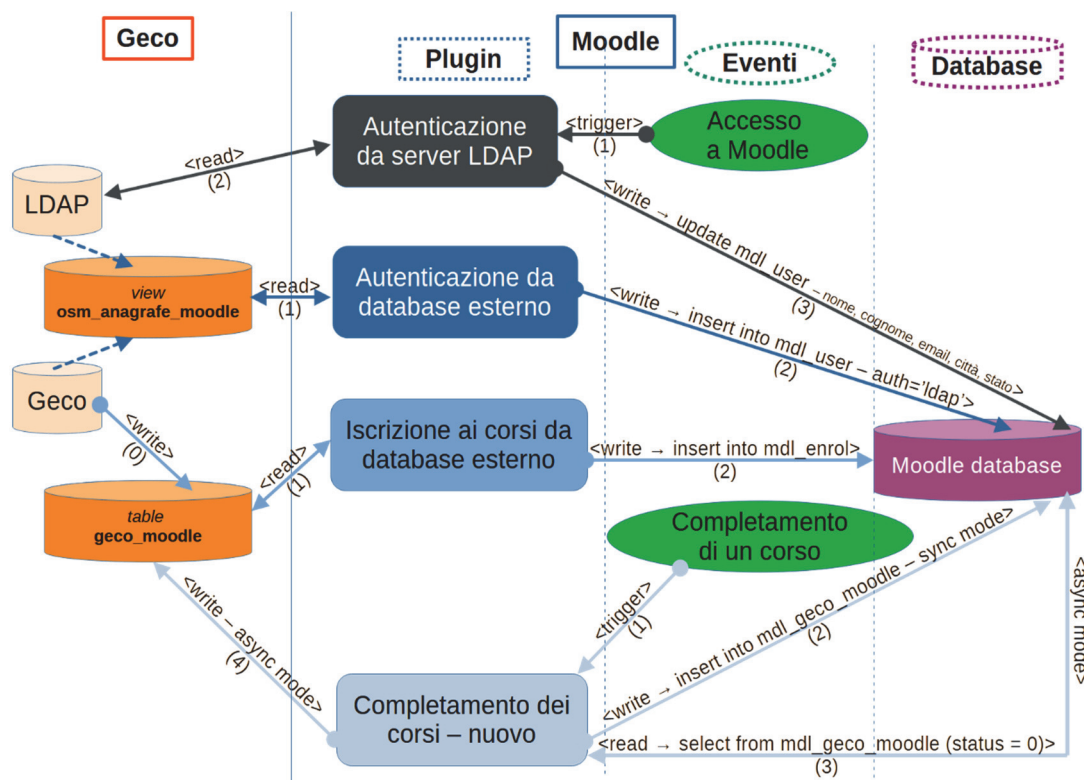 Geco
Moodle
Plugin
Eventi
Database
Autenticazione
da server LDAP
<trigger>
(1)
Accesso
a Moodle
<read>
(2)
LDAP
<write → update mdl_user – nome, cognome, email, città, stato>
(3)
view
osm_anagrafe_moodle
<read>
(1)
Autenticazione da
database esterno
<write → insert into mdl_user – auth='ldap'>
(2)
Geco
<write>
(0)
<read>
(1)
Iscrizione ai corsi da
database esterno
<write → insert into mdl_enrol>
(2)
Moodle database
table
geco_moodle
Completamento
di un corso
<trigger>
(1)
<write – async mode>
(4)
<write → insert into mdl_geco_moodle – sync mode>
(2)
<async mode>
Completamento dei
corsi – nuovo
<read → select from mdl_geco_moodle (status = 0)>
(3)